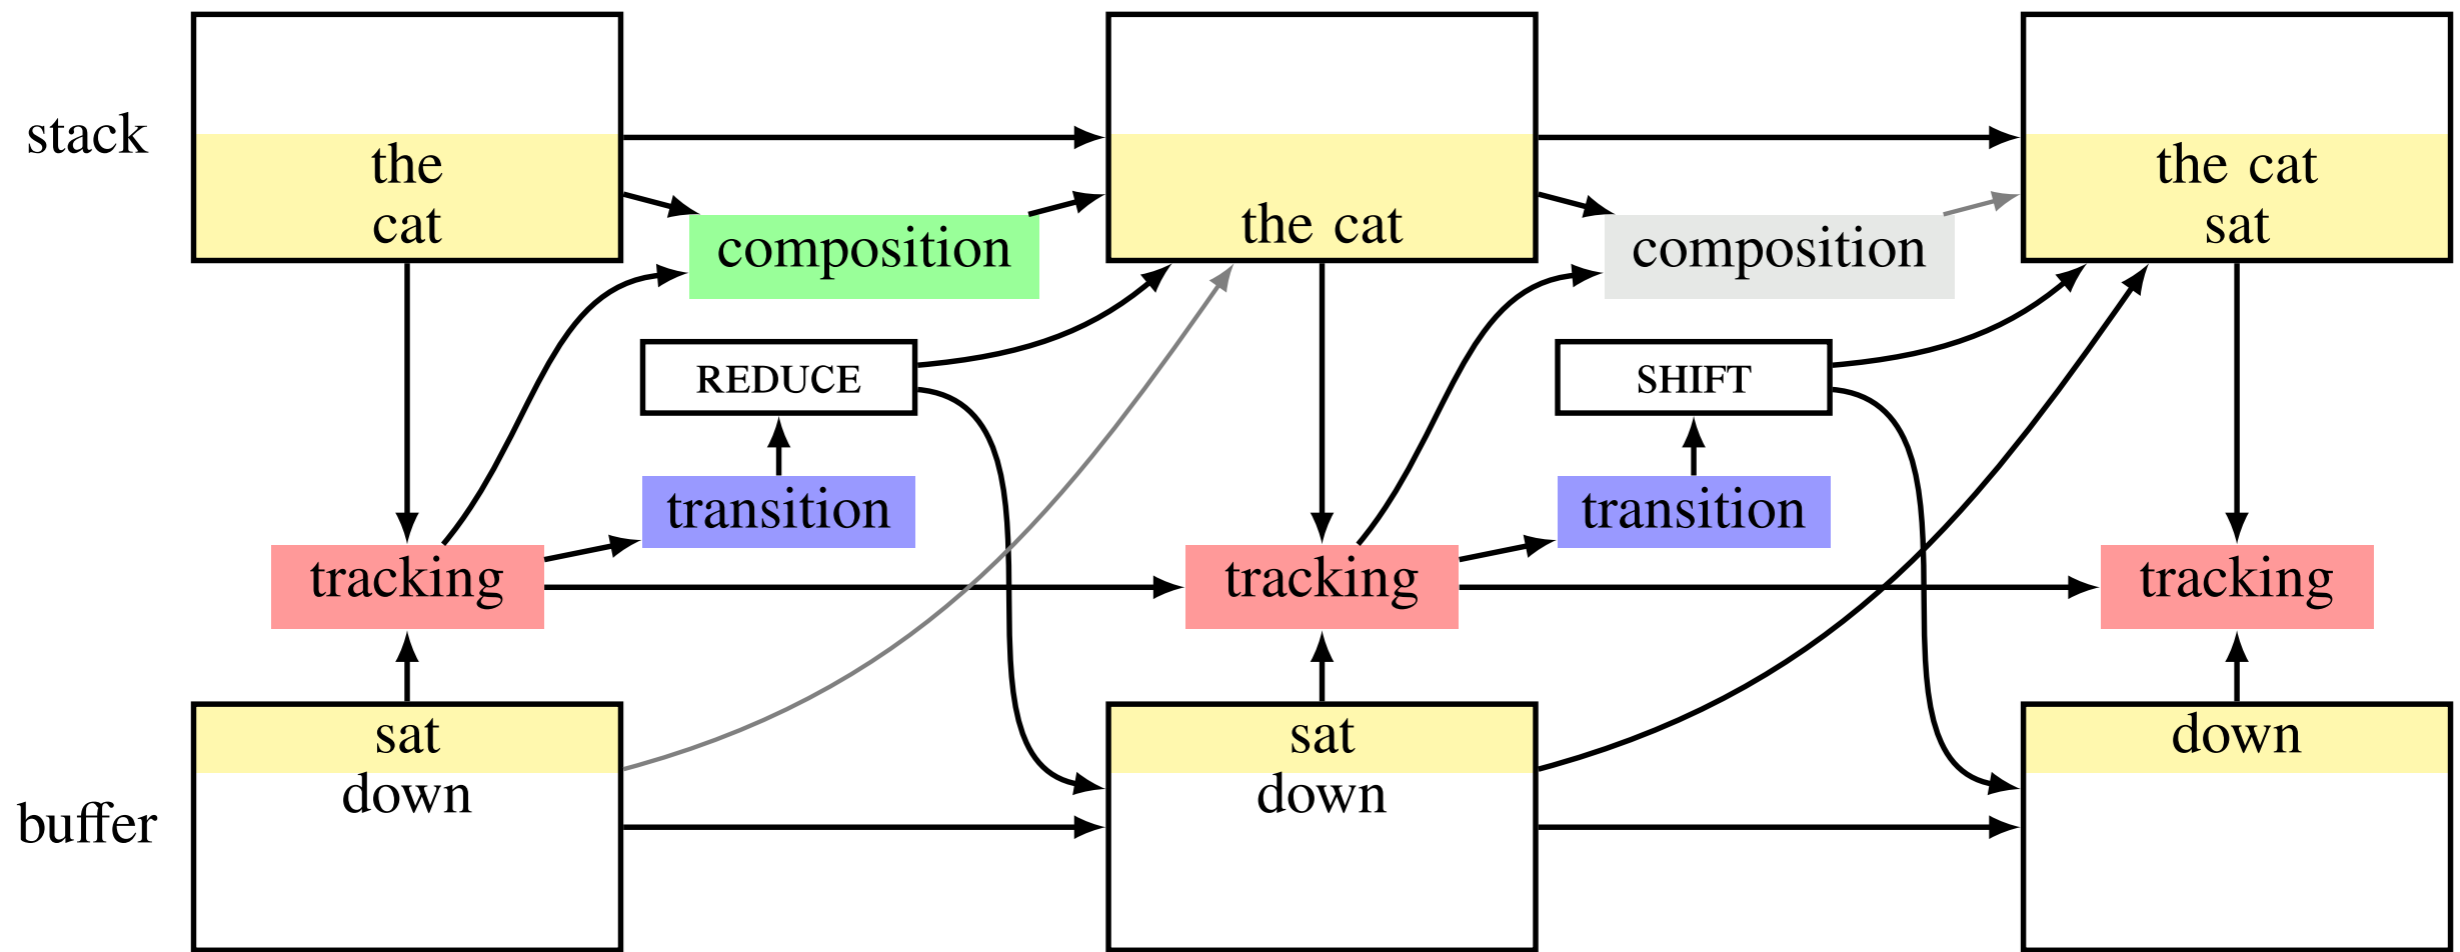 stack
the
cat
the cat
the cat
sat
composition
composition
REDUCE
SHIFT
transition
transition
tracking
tracking
tracking
buffer
sat
down
sat
down
down